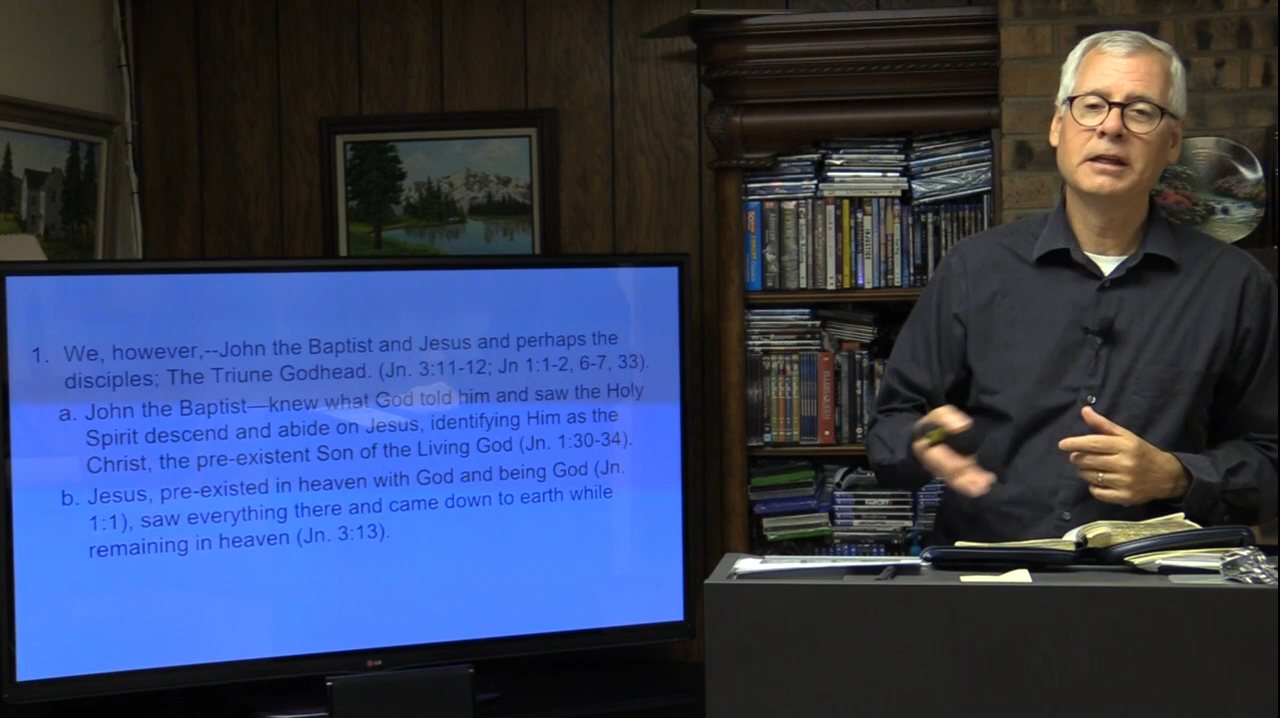 1. We, however,--John the Baptist and Jesus and perhaps the
disciples; The Triune Godhead. (Jn. 3:11-12; Jn 1:1-2, 6-7, 33).
a. John the Baptist—knew what God told him and saw the Holy
Spirit descend and abide on Jesus, identifying Him as the
Christ, the pre-existent Son of the Living God (Jn. 1:30-34).
b. Jesus, pre-existed in heaven with God and being God (Jn.
1:1), saw everything there and came down to earth while
remaining in heaven (Jn. 3:13).
LG